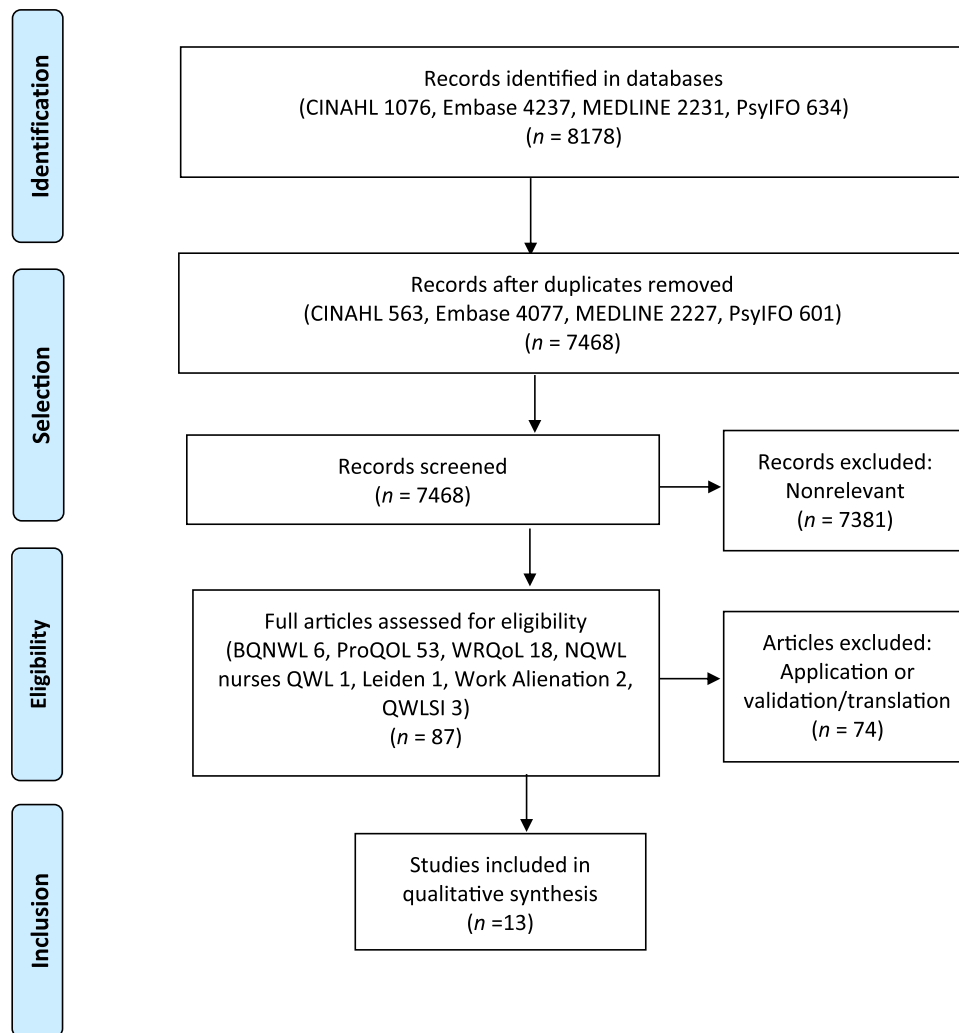 Identification
Records identified in databases
(CINAHL 1076, Embase 4237, MEDLINE 2231, PsyIFO 634)
(n = 8178)
Selection
Records after duplicates removed
(CINAHL 563, Embase 4077, MEDLINE 2227, PsyIFO 601)
(n = 7468)
Records screened
(n = 7468)
Records excluded:
Nonrelevant
(n = 7381)
Eligibility
Full articles assessed for eligibility
(BQNWL 6, ProQOL 53, WRQoL 18, NQWL
nurses QWL 1, Leiden 1, Work Alienation 2,
QWLSI 3)
(n = 87)
Articles excluded:
Application or
validation/translation
(n = 74)
Inclusion
Studies included in
qualitative synthesis
(n =13)